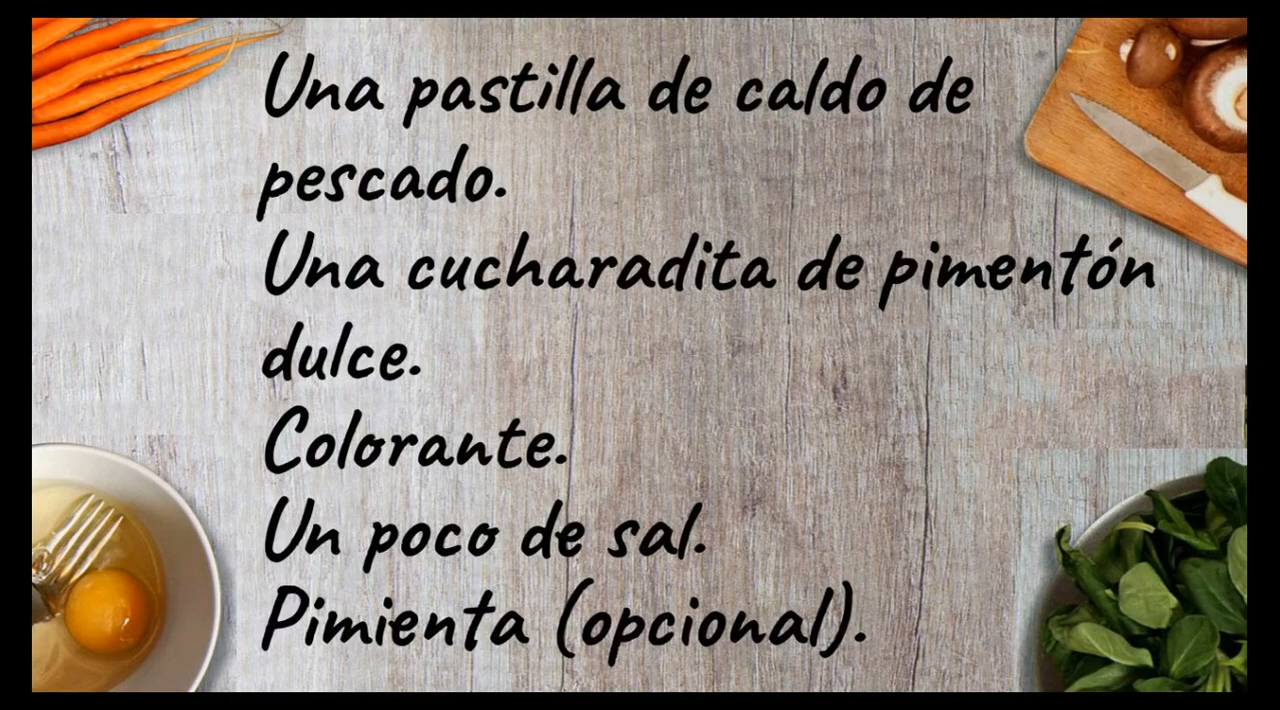 Una pastilla de caldo de
pescado.
Una cucharadita de pimentón
dulce.
Colorante.
Un poco de sal.
Pimienta (opcional).